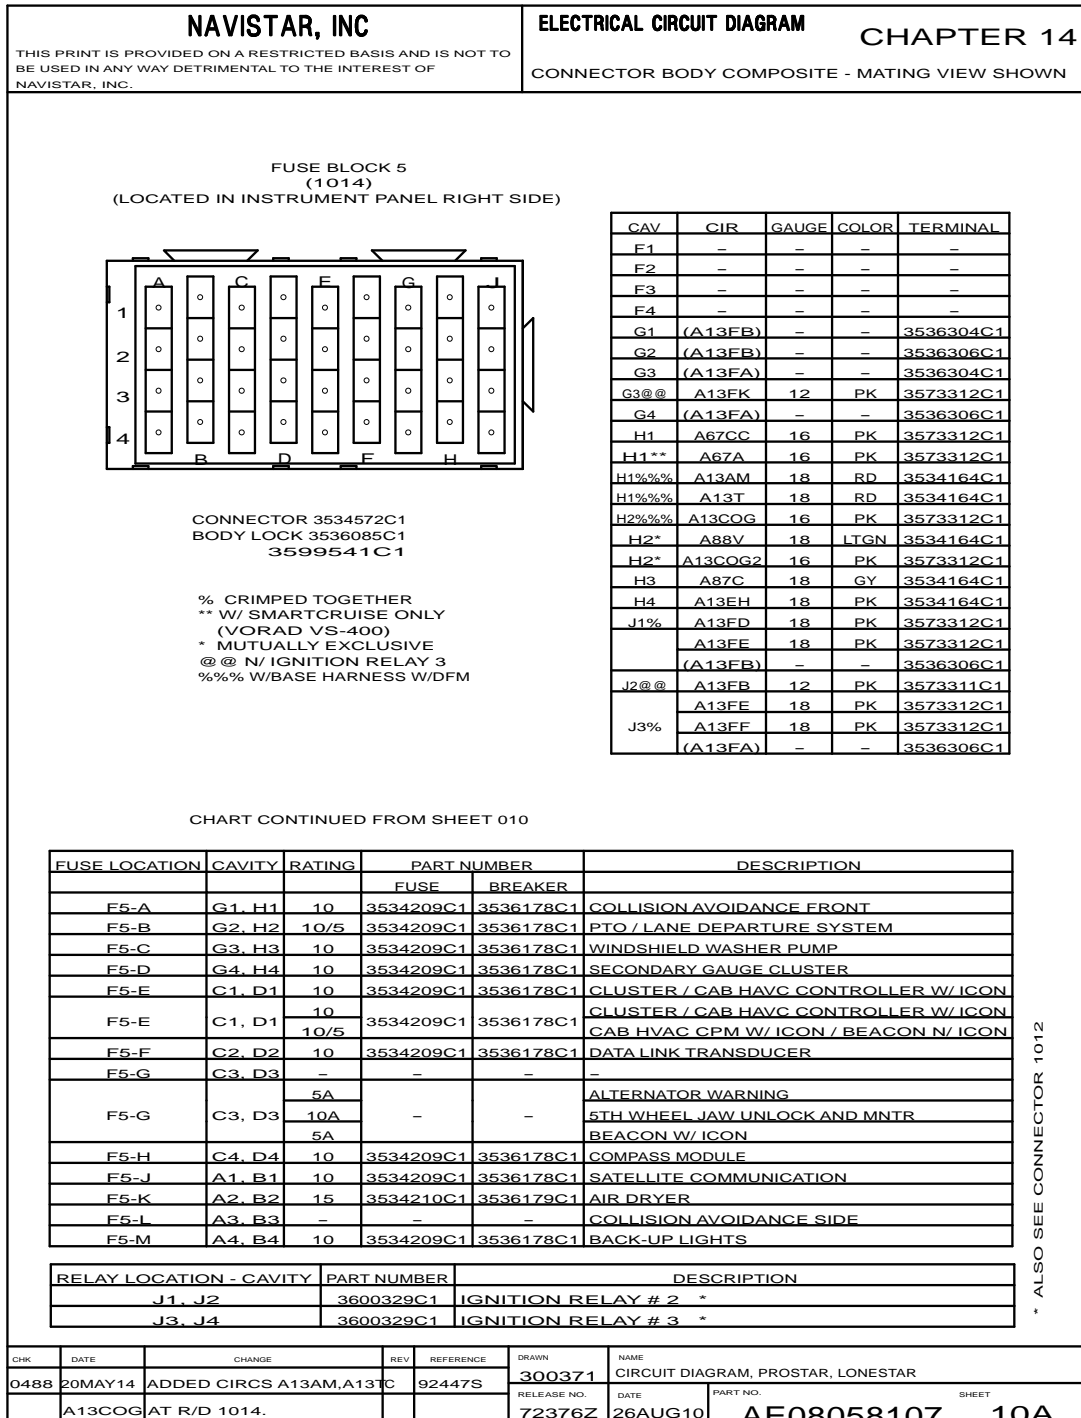 NAVISTAR, INC
THIS PRINT IS PROVIDED ON A RESTRICTED BASIS AND IS NOT TO
BE USED IN ANY WAY DETRIMENTAL TO THE INTEREST OF
NAVISTAR, INC.
ELECTRICAL CIRCUIT DIAGRAM
CHAPTER 14
CONNECTOR BODY COMPOSITE - MATING VIEW SHOWN
FUSE BLOCK 5
(1014)
(LOCATED IN INSTRUMENT PANEL RIGHT SIDE)
A C E G J
1
2
3
4
B D F H
CONNECTOR 3534572C1
BODY LOCK 3536085C1
3599541C1
% CRIMPED TOGETHER
** W/ SMARTCRUISE ONLY
(VORAD VS-400)
* MUTUALLY EXCLUSIVE
@@ N/ IGNITION RELAY 3
%%% W/BASE HARNESS W/DFM
CAV CIR GAUGE COLOR TERMINAL
F1 – – – –
F2 – – – –
F3 – – – –
F4 – – – –
G1 (A13FB) – – 3536304C1
G2 (A13FB) – – 3536306C1
G3 (A13FA) – – 3536304C1
G3@@ A13FK 12 PK 3573312C1
G4 (A13FA) – – 3536306C1
H1 A67CC 16 PK 3573312C1
H1** A67A 16 PK 3573312C1
H1%%% A13AM 18 RD 3534164C1
H1%%% A13T 18 RD 3534164C1
H2%%% A13COG 16 PK 3573312C1
H2* A88V 18 LTGN 3534164C1
H2* A13COG2 16 PK 3573312C1
H3 A87C 18 GY 3534164C1
H4 A13EH 18 PK 3534164C1
J1% A13FD 18 PK 3573312C1
A13FE 18 PK 3573312C1
(A13FB) – – 3536306C1
J2@@ A13FB 12 PK 3573311C1
A13FE 18 PK 3573312C1
J3% A13FF 18 PK 3573312C1
(A13FA) – – 3536306C1
CHART CONTINUED FROM SHEET 010
FUSE LOCATION CAVITY RATING PART NUMBER DESCRIPTION
FUSE BREAKER
F5-A G1, H1 10 3534209C1 3536178C1 COLLISION AVOIDANCE FRONT
F5-B G2, H2 10/5 3534209C1 3536178C1 PTO / LANE DEPARTURE SYSTEM
F5-C G3, H3 10 3534209C1 3536178C1 WINDSHIELD WASHER PUMP
F5-D G4, H4 10 3534209C1 3536178C1 SECONDARY GAUGE CLUSTER
F5-E C1, D1 10 3534209C1 3536178C1 CLUSTER / CAB HAVC CONTROLLER W/ ICON
F5-E C1, D1 10 3534209C1 3536178C1 CLUSTER / CAB HAVC CONTROLLER W/ ICON
10/5 CAB HVAC CPM W/ ICON / BEACON N/ ICON
F5-F C2, D2 10 3534209C1 3536178C1 DATA LINK TRANSDUCER
F5-G C3, D3 – – – –
5A ALTERNATOR WARNING
F5-G C3, D3 10A – – 5TH WHEEL JAW UNLOCK AND MNTR
5A BEACON W/ ICON
F5-H C4, D4 10 3534209C1 3536178C1 COMPASS MODULE
F5-J A1, B1 10 3534209C1 3536178C1 SATELLITE COMMUNICATION
F5-K A2, B2 15 3534210C1 3536179C1 AIR DRYER
F5-L A3, B3 – – – COLLISION AVOIDANCE SIDE
F5-M A4, B4 10 3534209C1 3536178C1 BACK-UP LIGHTS
RELAY LOCATION - CAVITY PART NUMBER DESCRIPTION
J1, J2 3600329C1 IGNITION RELAY # 2 *
J3, J4 3600329C1 IGNITION RELAY # 3 *
* ALSO SEE CONNECTOR 1012
CHK DATE CHANGE REV REFERENCE DRAWN NAME
0488 20MAY14 ADDED CIRCS A13AM,A13T C 92447S 300371 CIRCUIT DIAGRAM, PROSTAR, LONESTAR
RELEASE NO. DATE PART NO. SHEET
A13COG AT R/D 1014. 72376Z 26AUG10 AE08058107 10A